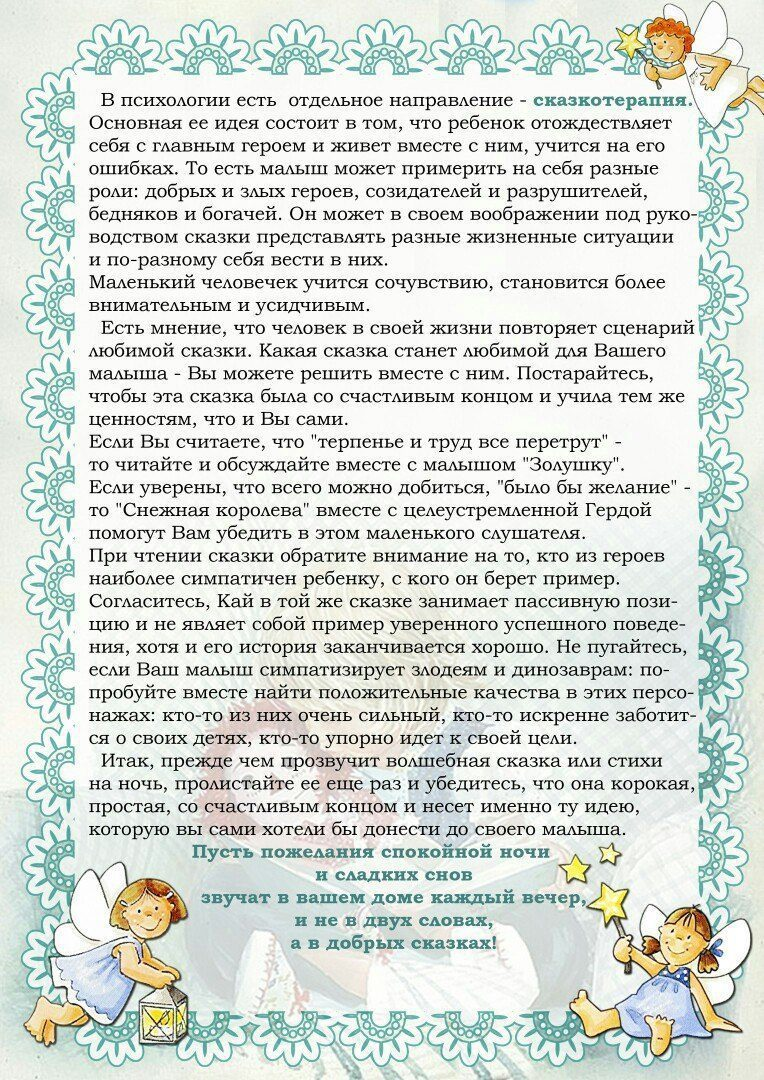 В психологии есть отдельное направление - сказкотерапия.
Основная ее идея состоит в том, что ребенок отождествляет
себя с главным героем и живет вместе с ним, учится на его
ошибках. То есть малыш может примерить на себя разные
роли: добрых и злых героев, созидателей и разрушителей,
бедняков и богачей. Он может в своем воображении под руко-
водством сказки представлять разные жизненные ситуации
и по-разному себя вести в них.
Маленький человечек учится сочувствию, становится более
внимательным и усидчивым.
Есть мнение, что человек в своей жизни повторяет сценарий
любимой сказки. Какая сказка станет любимой для Вашего
малыша - Вы можете решить вместе с ним. Постарайтесь,
чтобы эта сказка была со счастливым концом и учила тем же
ценностям, что и Вы сами.
Если Вы считаете, что "терпенье и труд все перетрут" -
то читайте и обсуждайте вместе с малышом "Золушку".
Если уверены, что всего можно добиться, "было бы желание" -
то "Снежная королева" вместе с целеустремленной Гердой
помогут Вам убедить в этом маленького слушателя.
При чтении сказки обратите внимание на то, кто из героев
наиболее симпатичен ребенку, с кого он берет пример.
Согласитесь, Кай в той же сказке занимает пассивную пози-
цию и не являет собой пример уверенного успешного поведе-
ния, хотя и его история заканчивается хорошо. Не пугайтесь,
если Ваш малыш симпатизирует злодеям и динозаврам: по-
пробуйте вместе найти положительные качества в этих персо-
нажах: кто-то из них очень сильный, кто-то искренне заботит-
ся о своих детях, кто-то упорно идет к своей цели.
Итак, прежде чем прозвучит волшебная сказка или стихи
на ночь, пролистайте ее еще раз и убедитесь, что она корокая,
простая, со счастливым концом и несет именно ту идею,
которую вы сами хотели бы донести до своего малыша.
Пусть пожелания спокойной ночи
и сладких снов
звучат в вашем доме каждый вечер,
и не в двух словах,
а в добрых сказках!